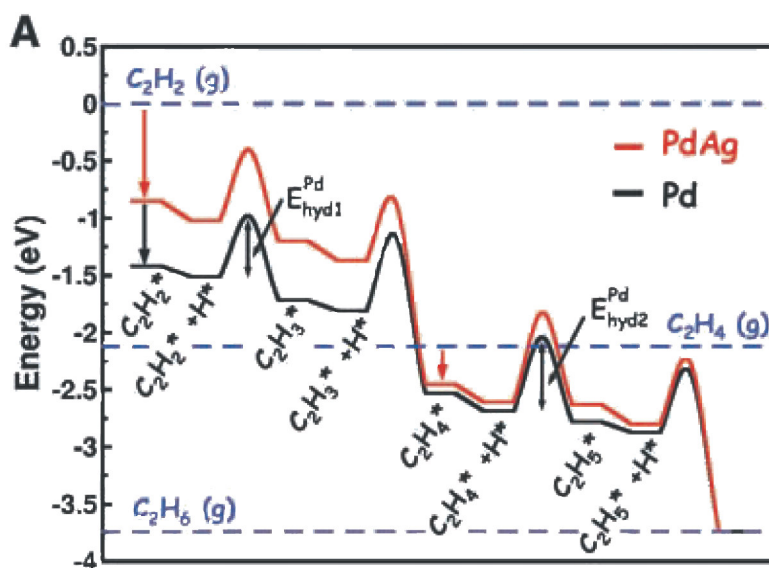 A
0.5
0
-0.5
-1
-1.5
-2
-2.5
-3
-3.5
-4
Energy (eV)
C₂H₂ (g)
PdAg
Pd
E^Pd_hyd1
C₂H₂*
C₂H₂* +H*
C₂H₃*
C₂H₃* +H*
E^Pd_hyd2
C₂H₄ (g)
C₂H₄*
C₂H₄* +H*
C₂H₅*
C₂H₅* +H*
C₂H₆ (g)